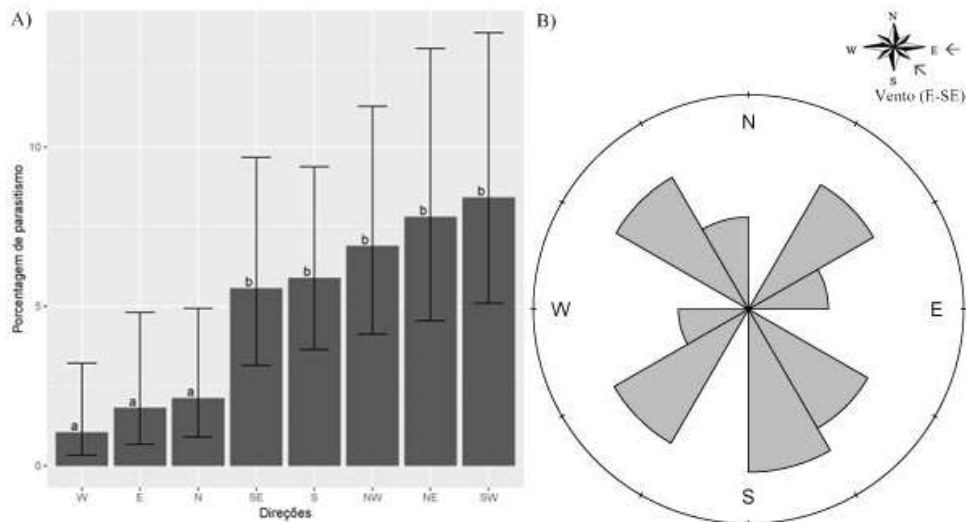 A)
Porcentagem de parasitismo
10
5
0
a
a
a
b
b
b
b
b
W E N SE S NW NE SW
Direções
B)
N
W E
S
Vento (E-SE)
N
W E
S